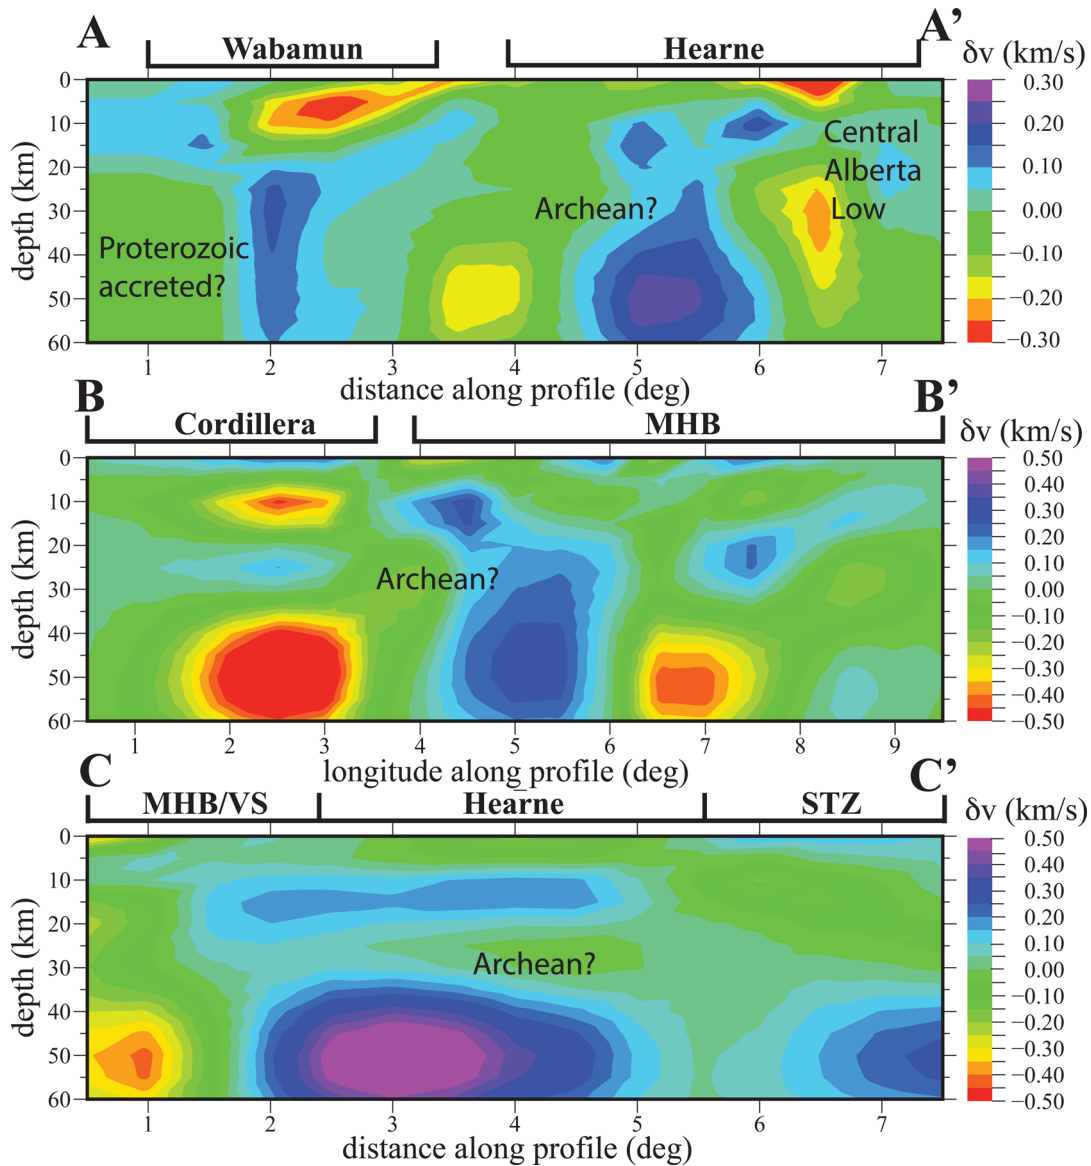 A A’
Wabamun Hearne
δv (km/s)
0
10
20
30
40
50
60
depth (km)
Central
Alberta
Low
Archean?
Proterozoic
accreted?
0.30
0.20
0.10
0.00
−0.10
−0.20
−0.30
1 2 3 4 5 6 7
distance along profile (deg)
B B’
Cordillera MHB
δv (km/s)
0
10
20
30
40
50
60
depth (km)
Archean?
0.50
0.40
0.30
0.20
0.10
0.00
−0.10
−0.20
−0.30
−0.40
−0.50
1 2 3 4 5 6 7 8 9
longitude along profile (deg)
C C’
MHB/VS Hearne STZ
δv (km/s)
0
10
20
30
40
50
60
depth (km)
Archean?
0.50
0.40
0.30
0.20
0.10
0.00
−0.10
−0.20
−0.30
−0.40
−0.50
1 2 3 4 5 6 7
distance along profile (deg)